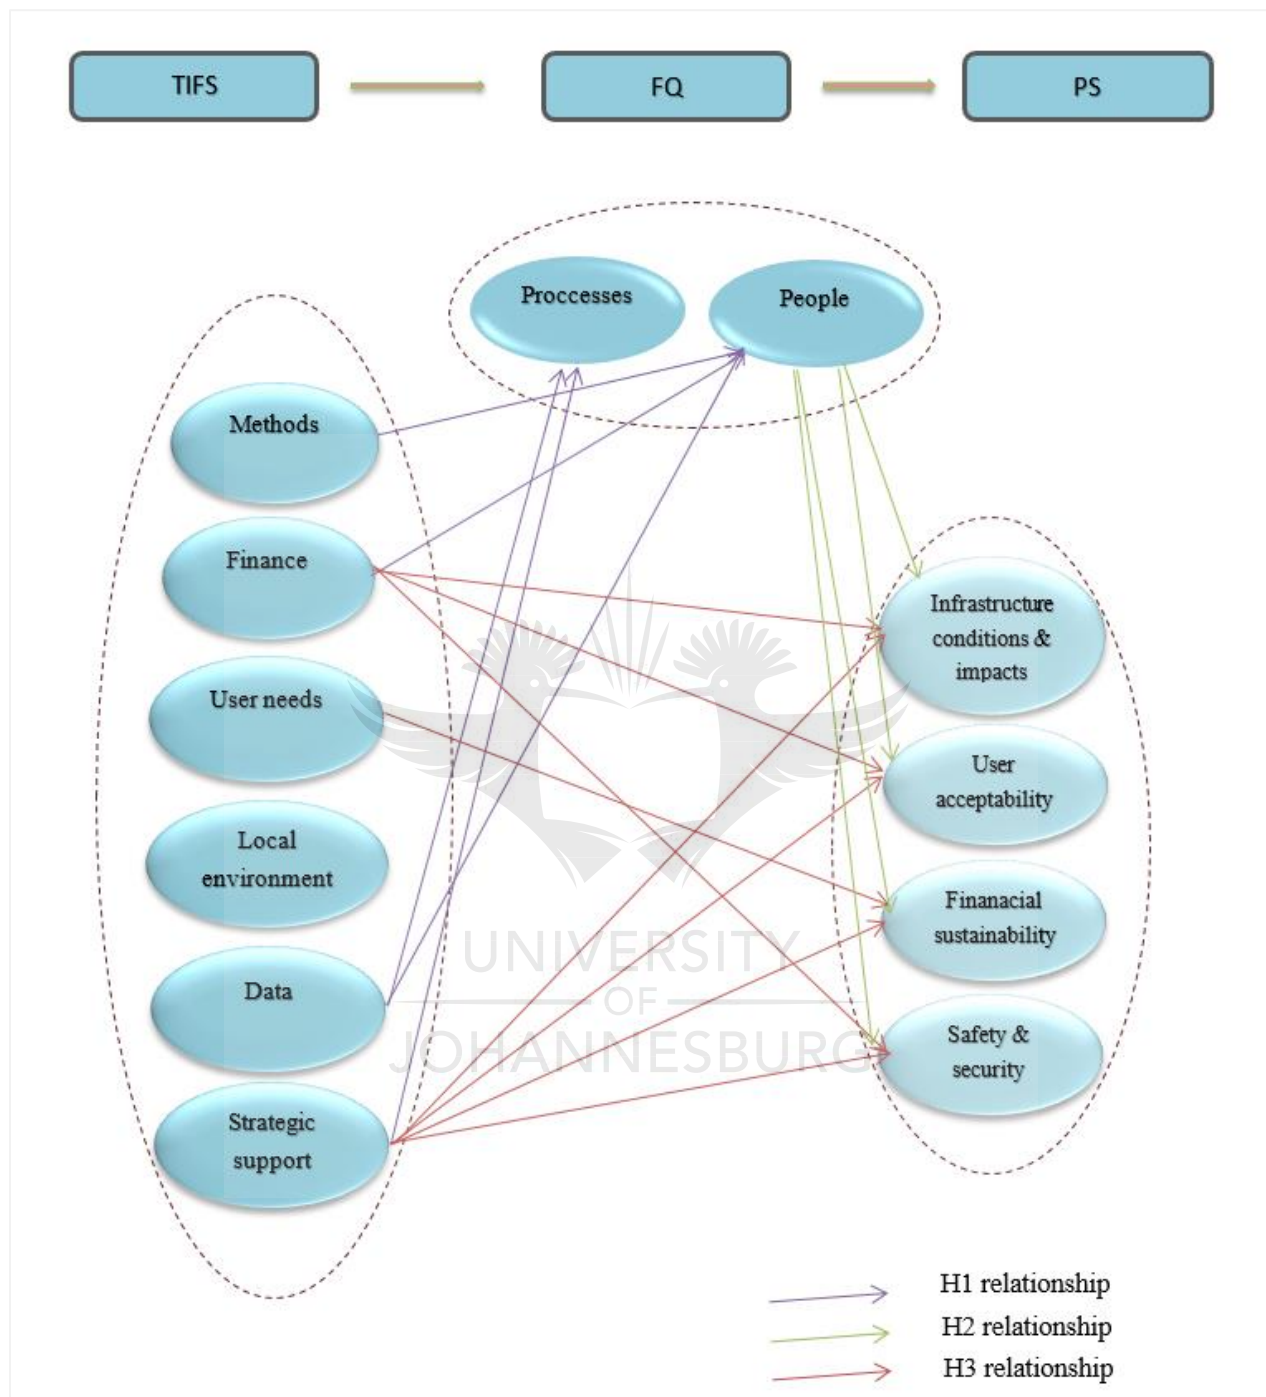 TIFS
FQ
PS
Proccesses
People
Methods
Finance
User needs
Local
environment
Data
Strategic
support
Infrastructure
conditions &
impacts
User
acceptability
Finanacial
sustainability
Safety &
security
UNIVERSITY
OF
JOHANNESBURG
H1 relationship
H2 relationship
H3 relationship